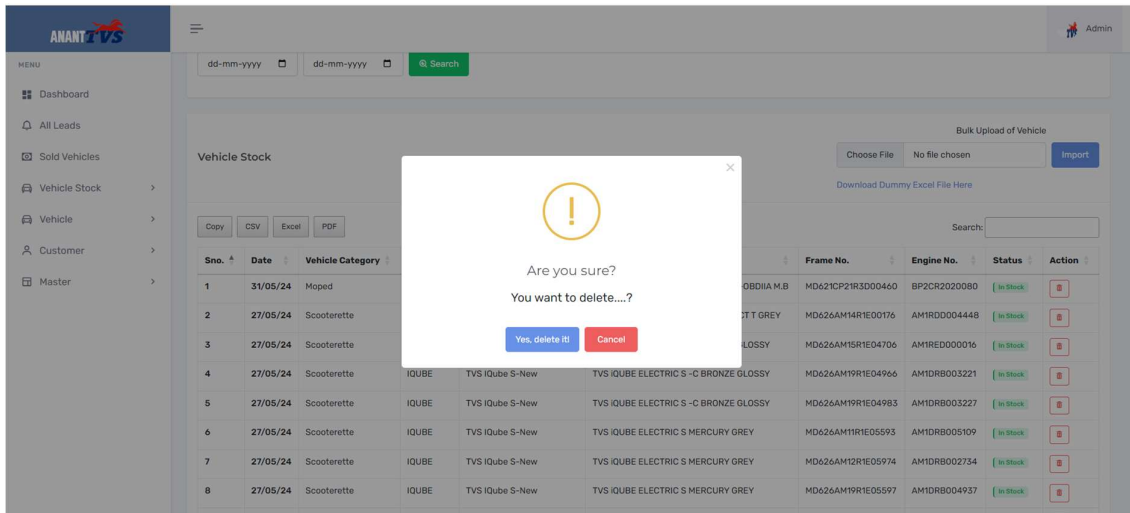 ANANT TVS
Admin
MENU
Dashboard
All Leads
Sold Vehicles
Vehicle Stock
Vehicle
Customer
Master
dd-mm-yyyy dd-mm-yyyy Search
Bulk Upload of Vehicle
Vehicle Stock
Choose File No file chosen Import
Download Dummy Excel File Here
Copy CSV Excel PDF
Search:
Are you sure?
You want to delete....?
Yes, delete it! Cancel
Sno. Date Vehicle Category Frame No. Engine No. Status Action
1 31/05/24 Moped -OBDIIA M.B MD621CP21R3D00460 BP2CR2020080 In Stock
2 27/05/24 Scooterette T GREY MD626AM14R1E00176 AM1RDD004448 In Stock
3 27/05/24 Scooterette MD626AM15R1E04706 AM1RED000016 In Stock
4 27/05/24 Scooterette IQUBE TVS IQube S-New TVS iQUBE ELECTRIC S -C BRONZE GLOSSY MD626AM19R1E04966 AM1DRB003221 In Stock
5 27/05/24 Scooterette IQUBE TVS IQube S-New TVS iQUBE ELECTRIC S -C BRONZE GLOSSY MD626AM19R1E04983 AM1DRB003227 In Stock
6 27/05/24 Scooterette IQUBE TVS IQube S-New TVS iQUBE ELECTRIC S MERCURY GREY MD626AM11R1E05593 AM1DRB005109 In Stock
7 27/05/24 Scooterette IQUBE TVS IQube S-New TVS iQUBE ELECTRIC S MERCURY GREY MD626AM12R1E05974 AM1DRB002734 In Stock
8 27/05/24 Scooterette IQUBE TVS IQube S-New TVS iQUBE ELECTRIC S MERCURY GREY MD626AM19R1E05597 AM1DRB004937 In Stock